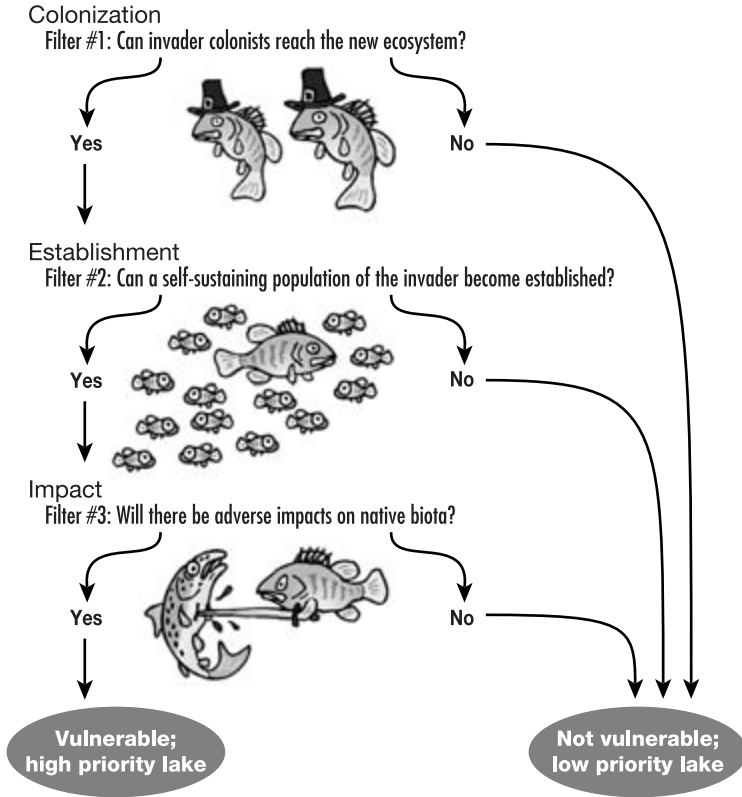 Colonization
Filter #1: Can invader colonists reach the new ecosystem?
Yes
No
Establishment
Filter #2: Can a self-sustaining population of the invader become established?
Yes
No
Impact
Filter #3: Will there be adverse impacts on native biota?
Yes
No
Vulnerable;
high priority lake
Not vulnerable;
low priority lake